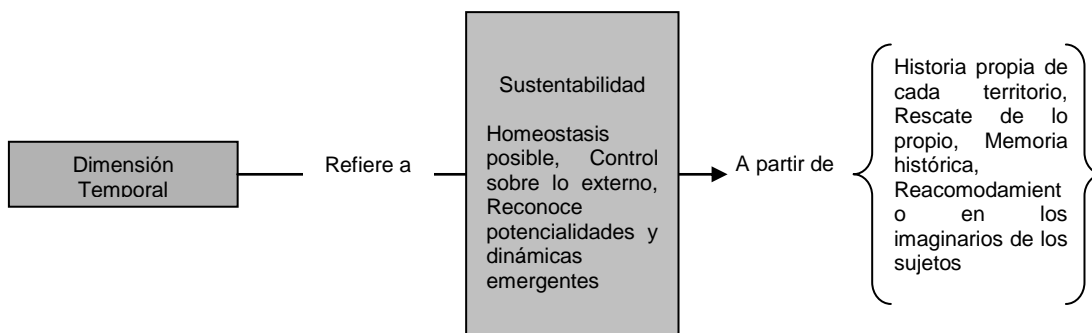 Dimensión
Temporal
Refiere a
Sustentabilidad
Homeostasis
posible, Control
sobre lo externo,
Reconoce
potencialidades y
dinámicas
emergentes
A partir de
Historia propia de
cada territorio,
Rescate de lo
propio, Memoria
histórica,
Reacomodamient
o en los
imaginarios de los
sujetos